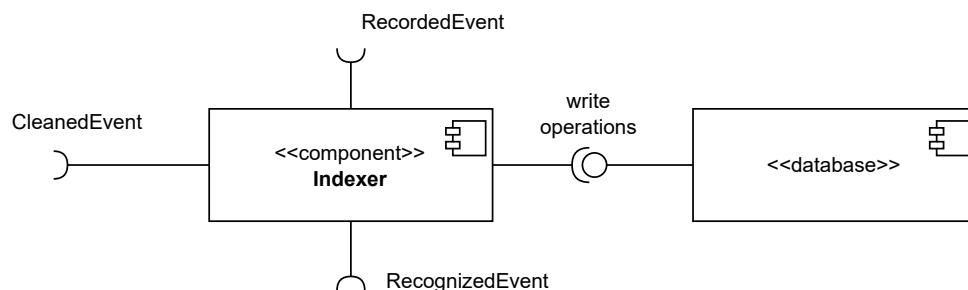 RecordedEvent
CleanedEvent
<<component>>
Indexer
write
operations
<<database>>
RecognizedEvent